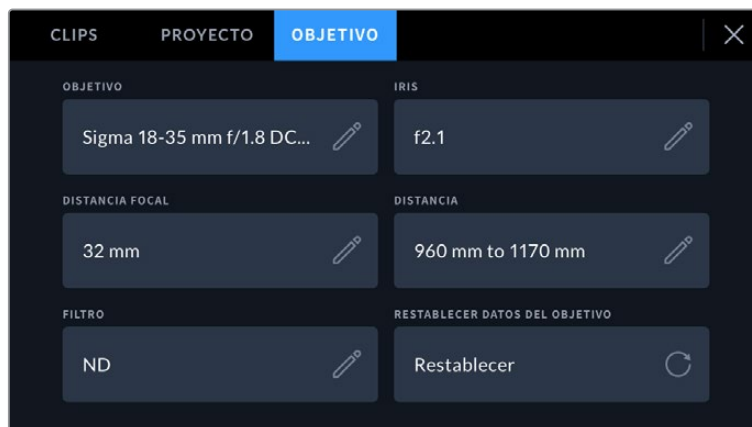 CLIPS PROYECTO OBJETIVO
OBJETIVO
Sigma 18-35 mm f/1.8 DC...
IRIS
f2.1
DISTANCIA FOCAL
32 mm
DISTANCIA
960 mm to 1170 mm
FILTRO
ND
RESTABLECER DATOS DEL OBJETIVO
Restablecer